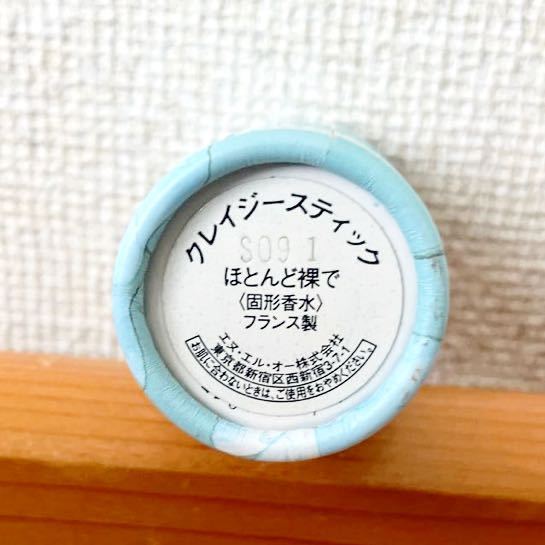 クレイジースティック
S09 1
ほとんど裸で
〈固形香水〉
フランス製
エヌ・エル・オー株式会社
東京都新宿区西新宿3-7-1
お肌に合わないときは、ご使用をおやめください。